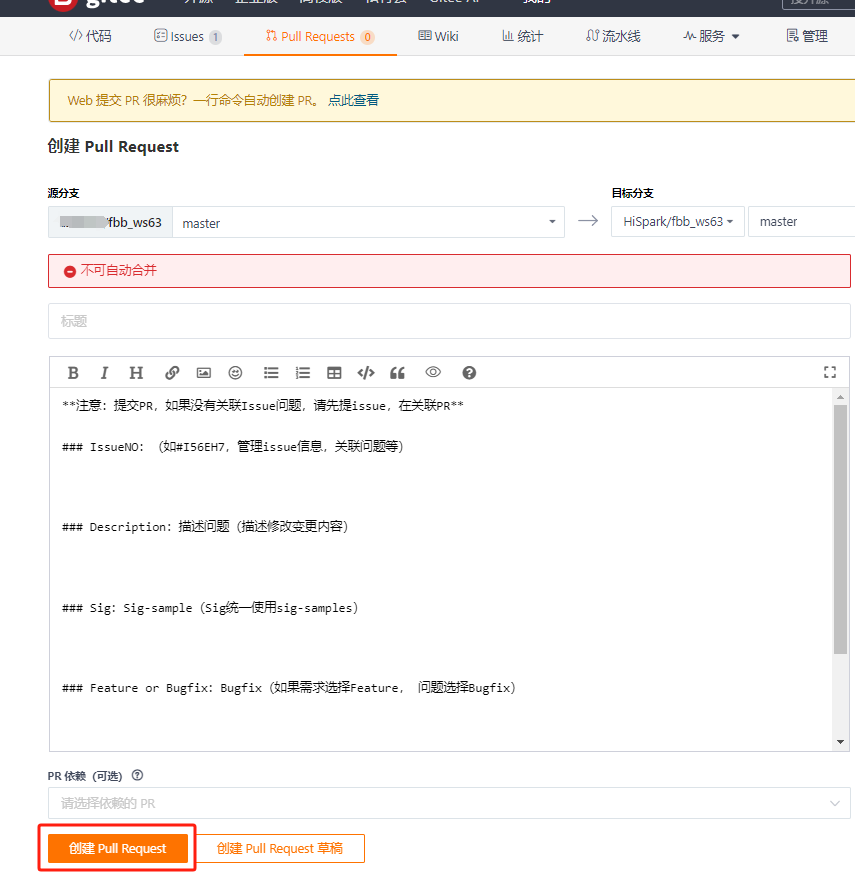 代码 Issues 1 Pull Requests 0 Wiki 统计 流水线 服务 管理
Web 提交 PR 很麻烦？一行命令自动创建 PR。 点此查看
创建 Pull Request
源分支 目标分支
/fbb_ws63 master HiSpark/fbb_ws63 master
不可自动合并
标题
**注意：提交PR，如果没有关联Issue问题，请先提issue，在关联PR**
### IssueNO: （如#I56EH7，管理issue信息，关联问题等）
### Description: 描述问题（描述修改变更内容）
### Sig: Sig-sample（Sig统一使用sig-samples）
### Feature or Bugfix: Bugfix（如果需求选择Feature， 问题选择Bugfix）
PR 依赖（可选）
请选择依赖的 PR
创建 Pull Request 创建 Pull Request 草稿